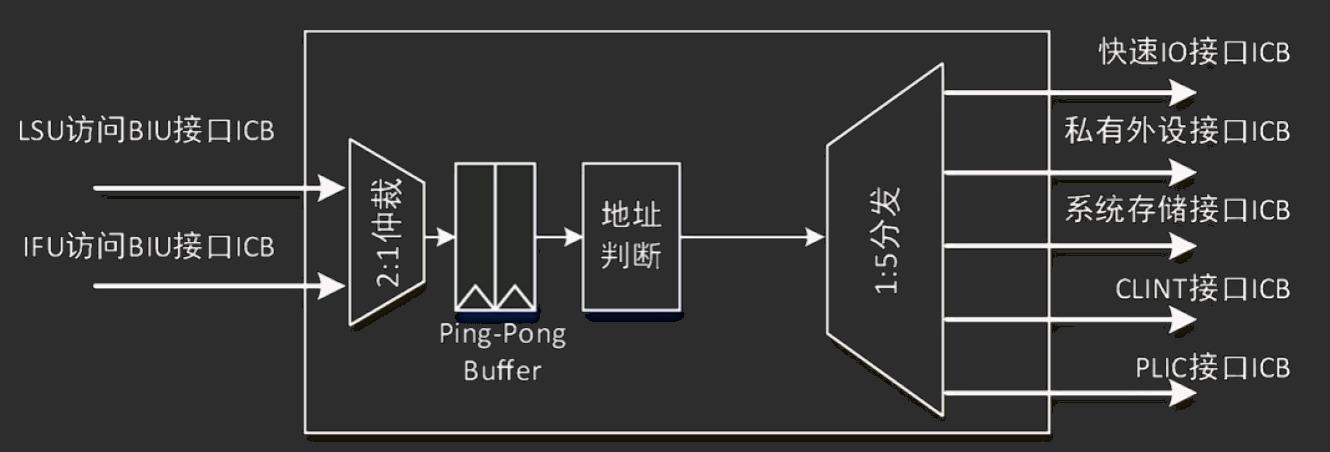 LSU访问BIU接口ICB
IFU访问BIU接口ICB
2:1仲裁
Ping-Pong
Buffer
地址
判断
1:5分发
快速IO接口ICB
私有外设接口ICB
系统存储接口ICB
CLINT接口ICB
PLIC接口ICB